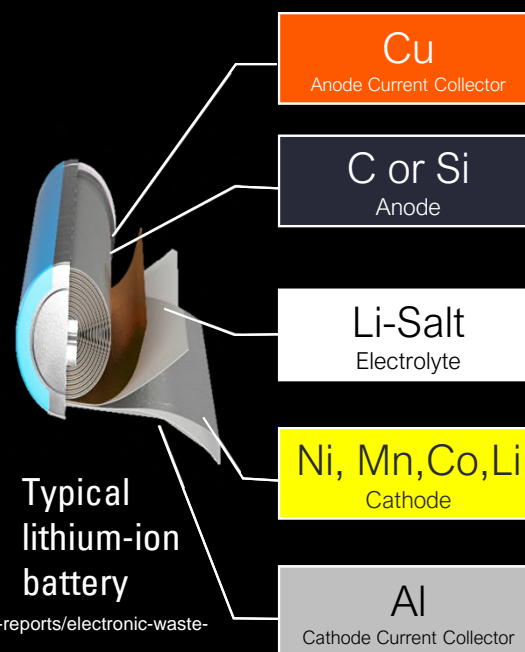 Cu
Anode Current Collector
C or Si
Anode
Li-Salt
Electrolyte
Ni, Mn,Co,Li
Cathode
Al
Cathode Current Collector
Typical
lithium-ion
battery
-reports/electronic-waste-